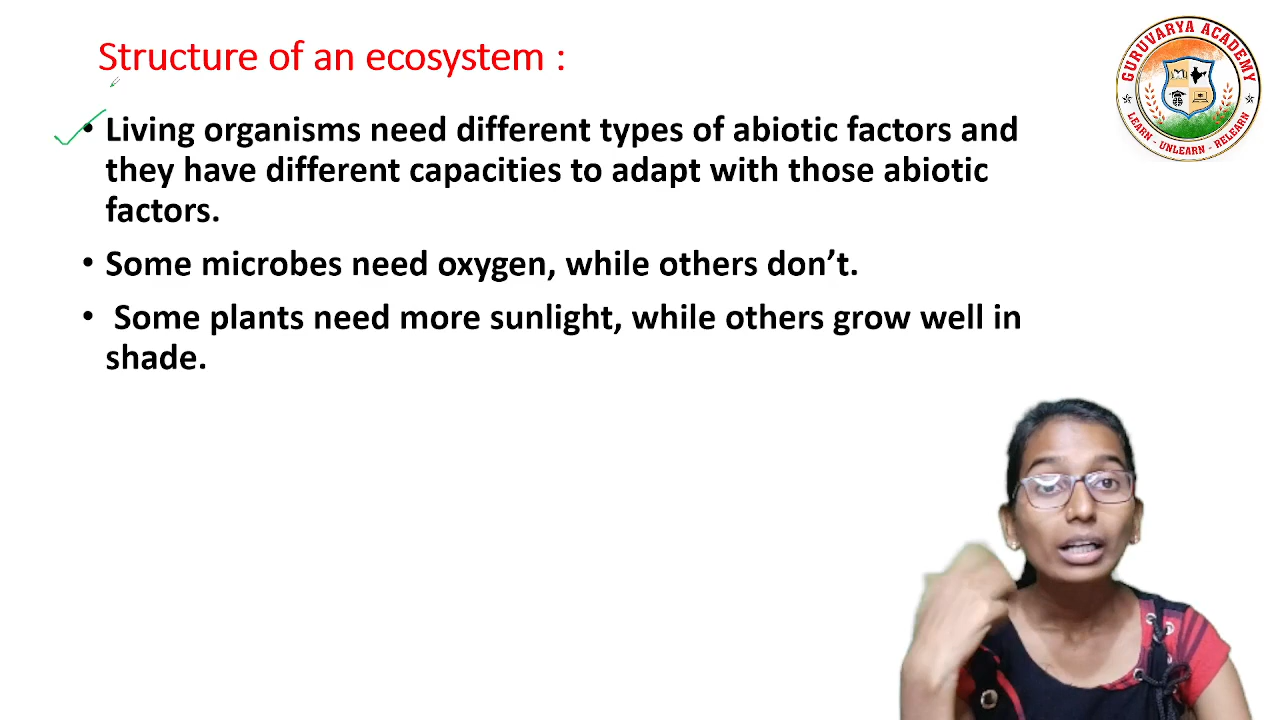 Structure of an ecosystem :
GURUVARYA ACADEMY
LEARN - UNLEARN - RELEARN
• Living organisms need different types of abiotic factors and
they have different capacities to adapt with those abiotic
factors.
• Some microbes need oxygen, while others don’t.
• Some plants need more sunlight, while others grow well in
shade.